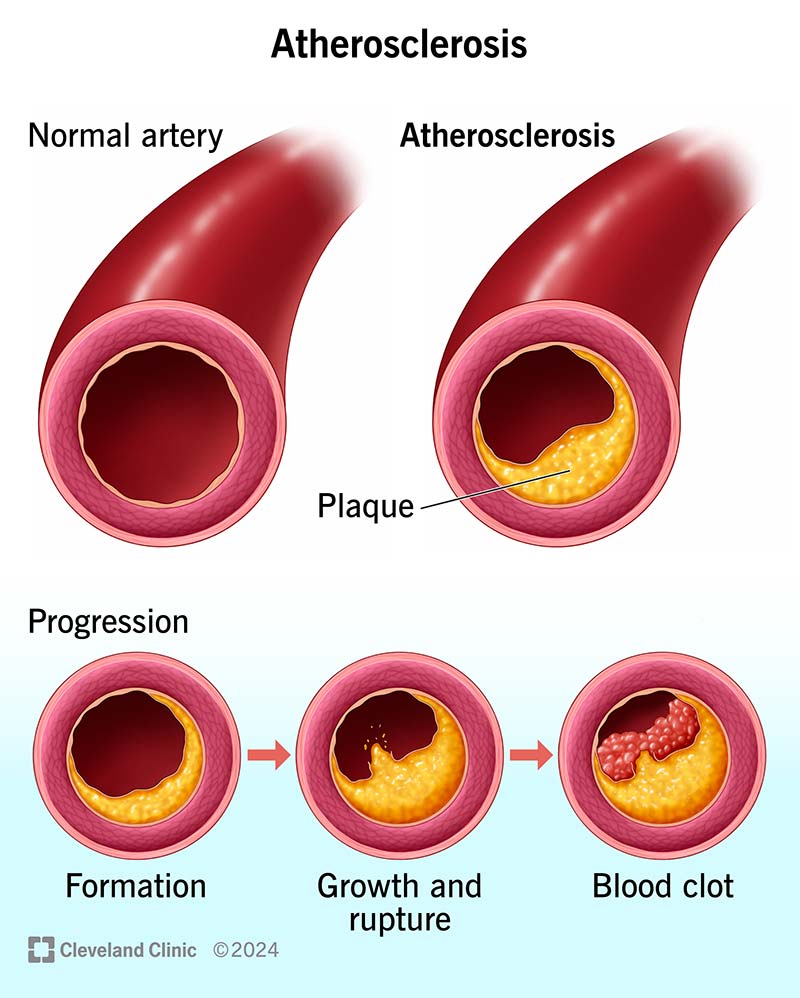 Atherosclerosis
Normal artery
Atherosclerosis
Plaque
Progression
Formation
Growth and
rupture
Blood clot
Cleveland Clinic ©2024